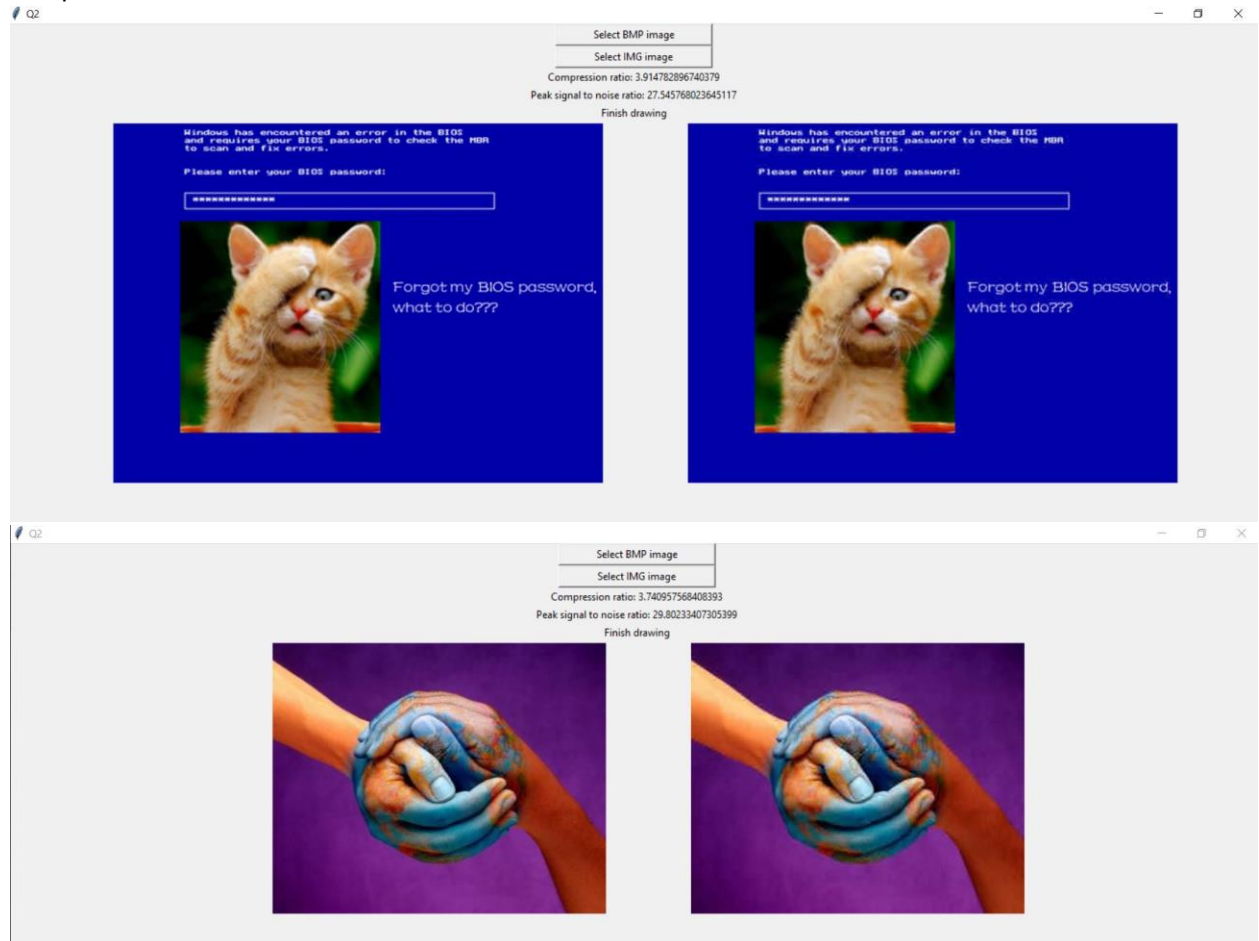 Q2
Select BMP image
Select IMG image
Compression ratio: 3.914782896740379
Peak signal to noise ratio: 27.545768023645117
Finish drawing
Windows has encountered an error in the BIOS
and requires your BIOS password to check the MBR
to scan and fix errors.
Please enter your BIOS password:
*************
Forgot my BIOS password,
what to do???
Windows has encountered an error in the BIOS
and requires your BIOS password to check the MBR
to scan and fix errors.
Please enter your BIOS password:
*************
Forgot my BIOS password,
what to do???
Q2
Select BMP image
Select IMG image
Compression ratio: 3.740957568408393
Peak signal to noise ratio: 29.80233407305399
Finish drawing